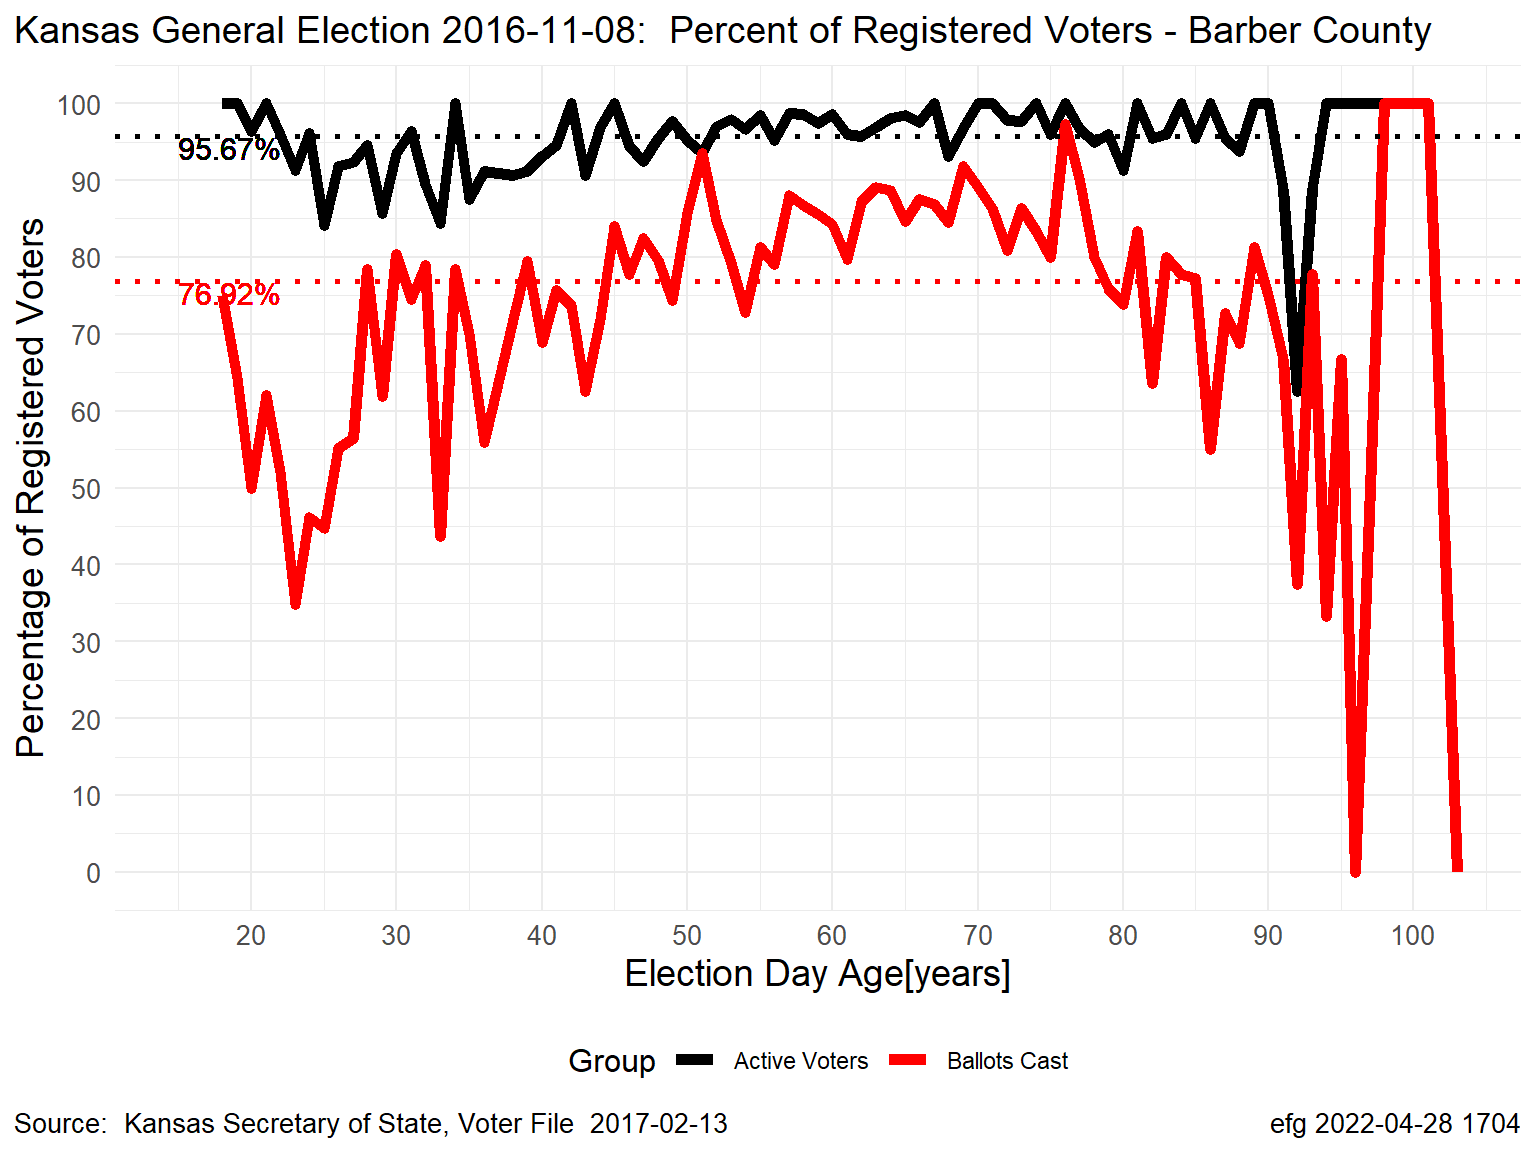 Kansas General Election 2016-11-08:  Percent of Registered Voters - Barber County
Percentage of Registered Voters
100
90
80
70
60
50
40
30
20
10
0
95.67%
76.92%
20 30 40 50 60 70 80 90 100
Election Day Age[years]
Group Active Voters Ballots Cast
Source:  Kansas Secretary of State, Voter File  2017-02-13
efg 2022-04-28 1704